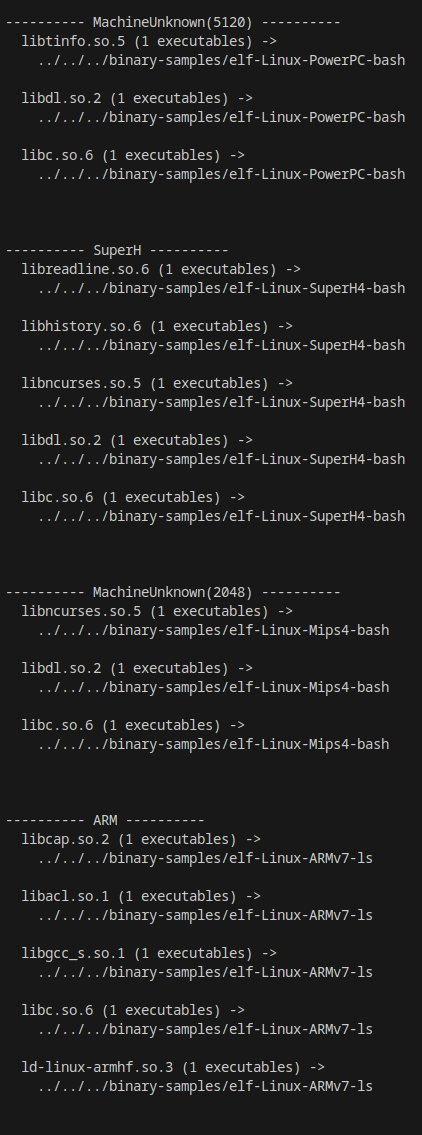 ---------- MachineUnknown(5120) ----------
  libtinfo.so.5 (1 executables) ->
    ../../../binary-samples/elf-Linux-PowerPC-bash
  libdl.so.2 (1 executables) ->
    ../../../binary-samples/elf-Linux-PowerPC-bash
  libc.so.6 (1 executables) ->
    ../../../binary-samples/elf-Linux-PowerPC-bash
---------- SuperH ----------
  libreadline.so.6 (1 executables) ->
    ../../../binary-samples/elf-Linux-SuperH4-bash
  libhistory.so.6 (1 executables) ->
    ../../../binary-samples/elf-Linux-SuperH4-bash
  libncurses.so.5 (1 executables) ->
    ../../../binary-samples/elf-Linux-SuperH4-bash
  libdl.so.2 (1 executables) ->
    ../../../binary-samples/elf-Linux-SuperH4-bash
  libc.so.6 (1 executables) ->
    ../../../binary-samples/elf-Linux-SuperH4-bash
---------- MachineUnknown(2048) ----------
  libncurses.so.5 (1 executables) ->
    ../../../binary-samples/elf-Linux-Mips4-bash
  libdl.so.2 (1 executables) ->
    ../../../binary-samples/elf-Linux-Mips4-bash
  libc.so.6 (1 executables) ->
    ../../../binary-samples/elf-Linux-Mips4-bash
---------- ARM ----------
  libcap.so.2 (1 executables) ->
    ../../../binary-samples/elf-Linux-ARMv7-ls
  libacl.so.1 (1 executables) ->
    ../../../binary-samples/elf-Linux-ARMv7-ls
  libgcc_s.so.1 (1 executables) ->
    ../../../binary-samples/elf-Linux-ARMv7-ls
  libc.so.6 (1 executables) ->
    ../../../binary-samples/elf-Linux-ARMv7-ls
  ld-linux-armhf.so.3 (1 executables) ->
    ../../../binary-samples/elf-Linux-ARMv7-ls